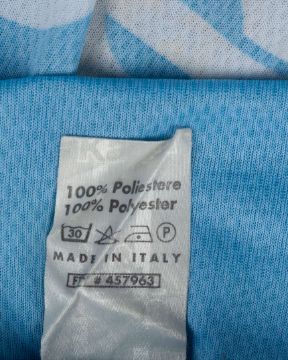 100% Poliestere
100% Polyester
30 P
MADE IN ITALY
# 457963